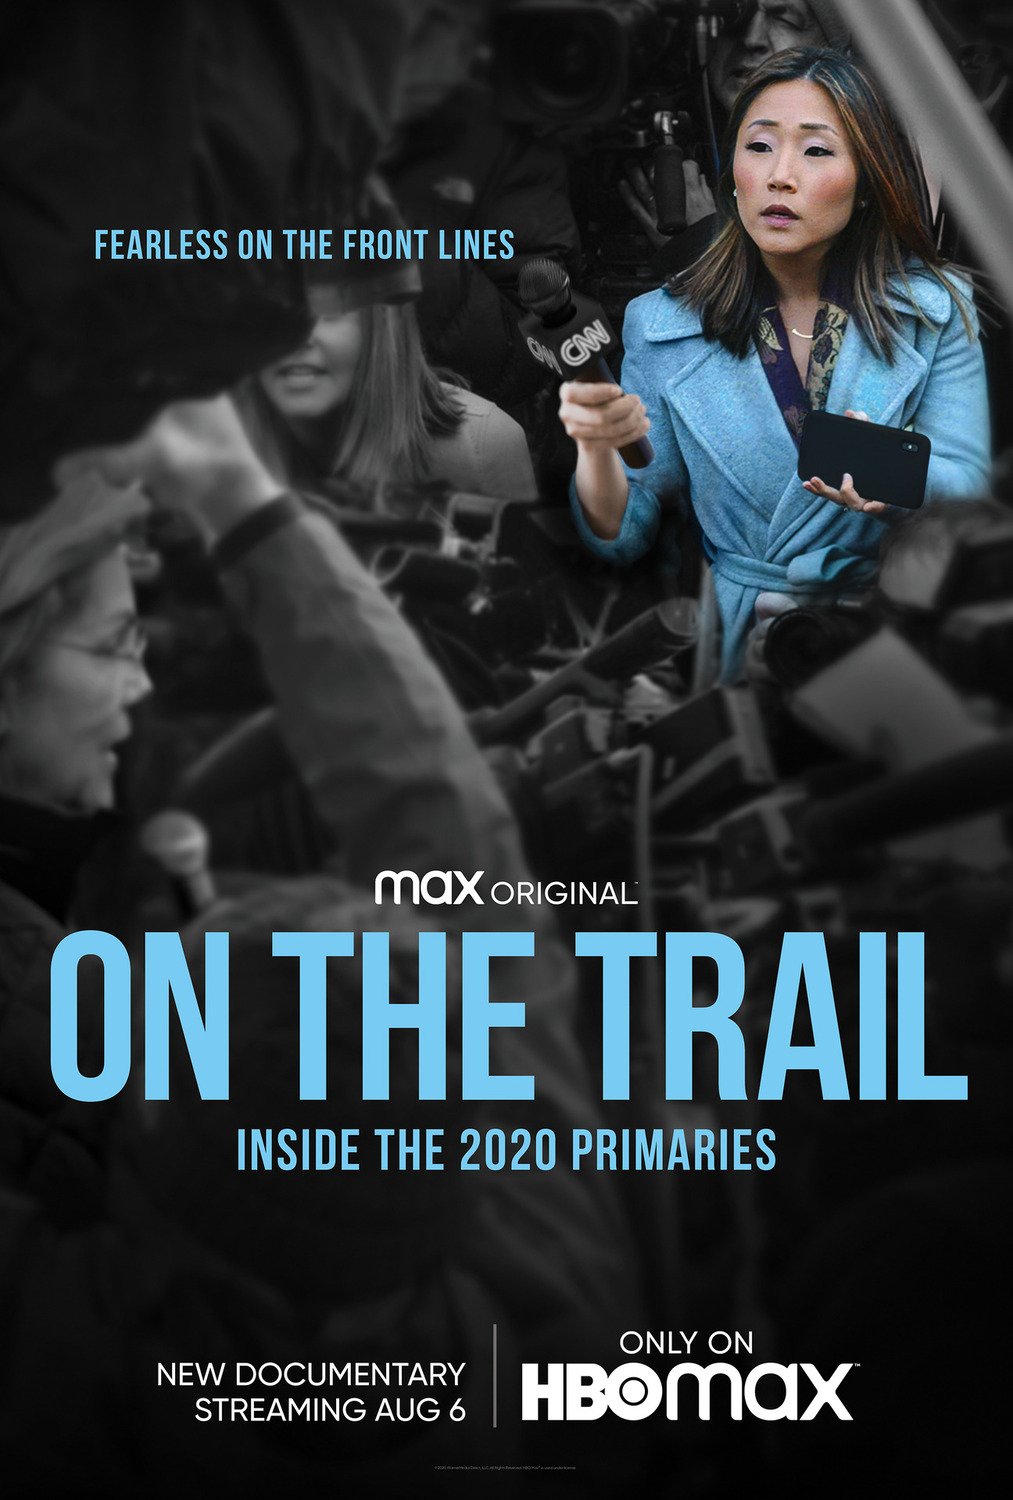 FEARLESS ON THE FRONT LINES
CNN CNN
max ORIGINAL
ON THE TRAIL
INSIDE THE 2020 PRIMARIES
NEW DOCUMENTARY
STREAMING AUG 6
ONLY ON
HBOmax™